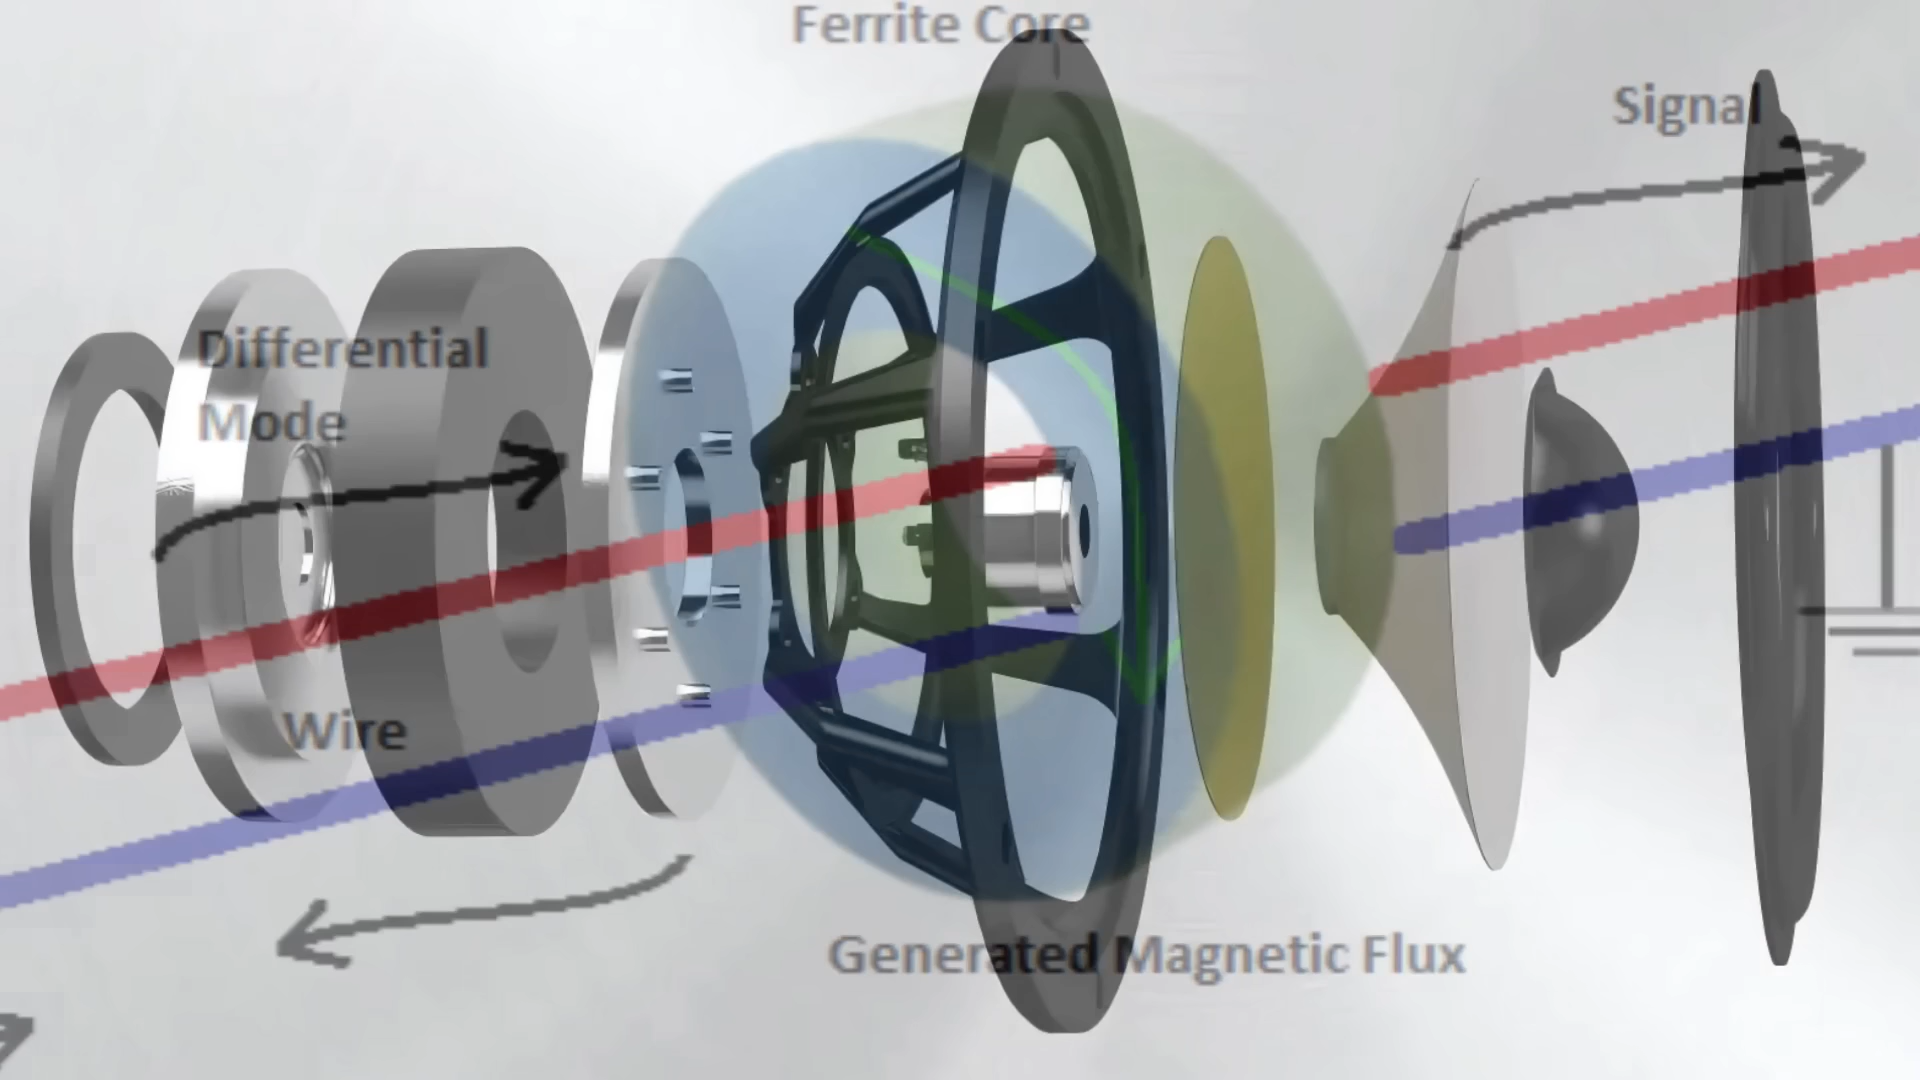 Ferrite Core
Signal
Differential
Mode
Wire
Generated Magnetic Flux